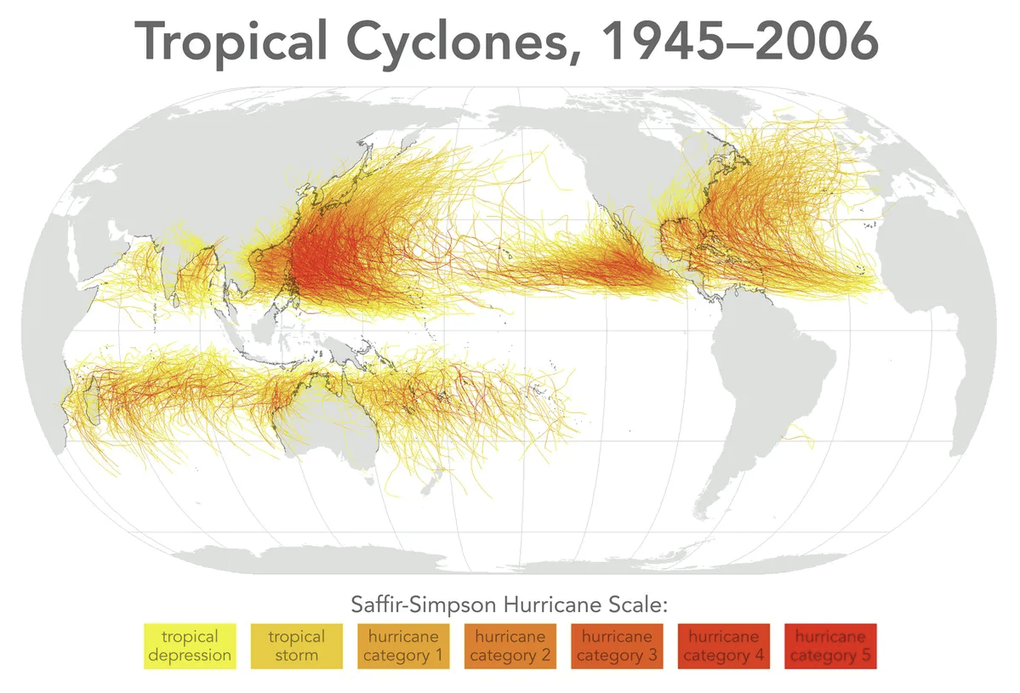 Tropical Cyclones, 1945–2006
Saffir-Simpson Hurricane Scale:
tropical depression
tropical storm
hurricane category 1
hurricane category 2
hurricane category 3
hurricane category 4
hurricane category 5